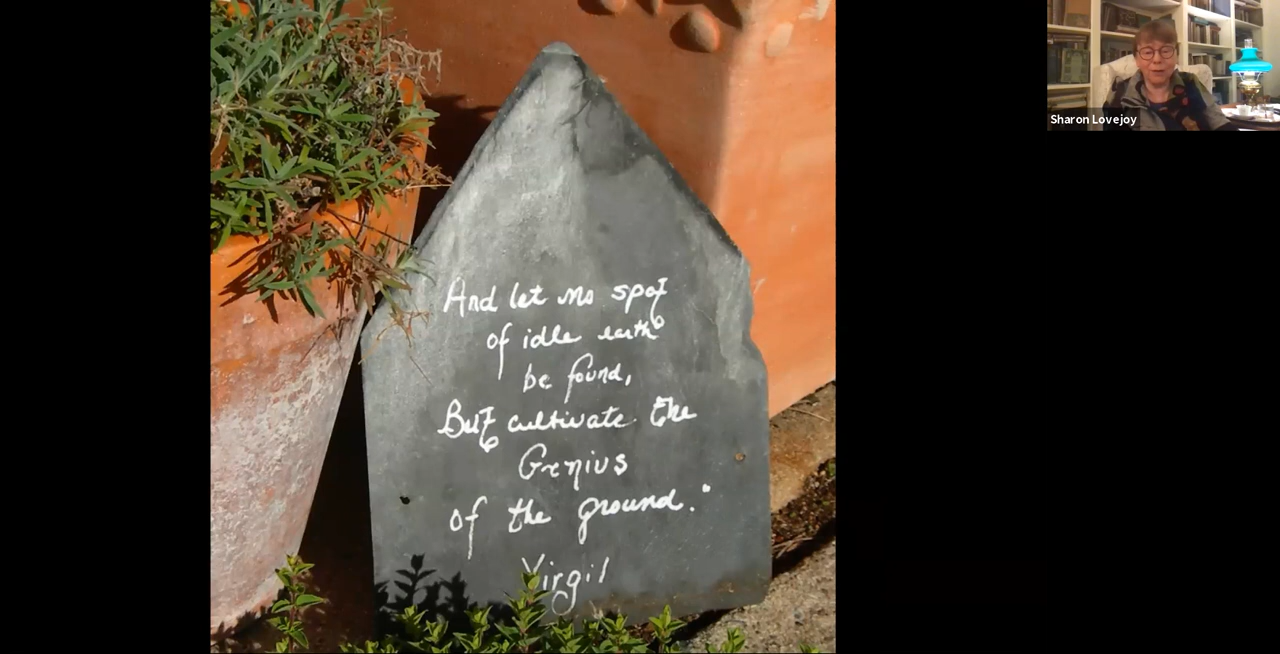 And let no spot
of idle earth
be found,
But cultivate the
Genius
of the ground."
Virgil
Sharon Lovejoy